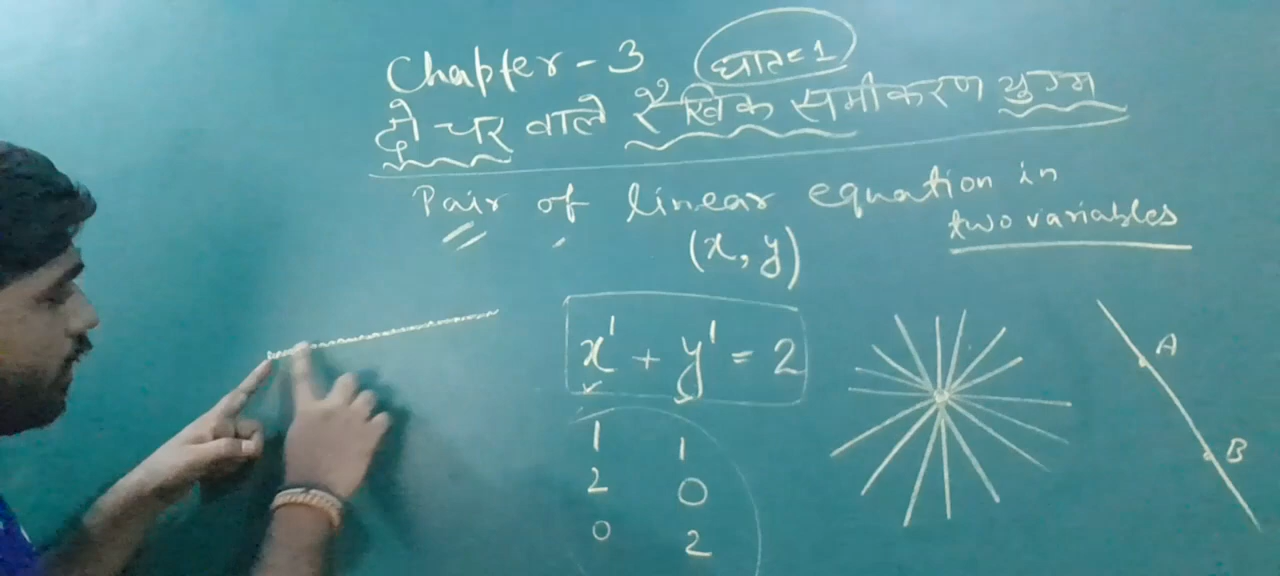 Chapter-3
घात=1
दो चर वाले रैखिक समीकरण युग्म
Pair of linear equation in
two variables
(x, y)
x¹ + y¹ = 2
1 1
2 0
0 2
A
B